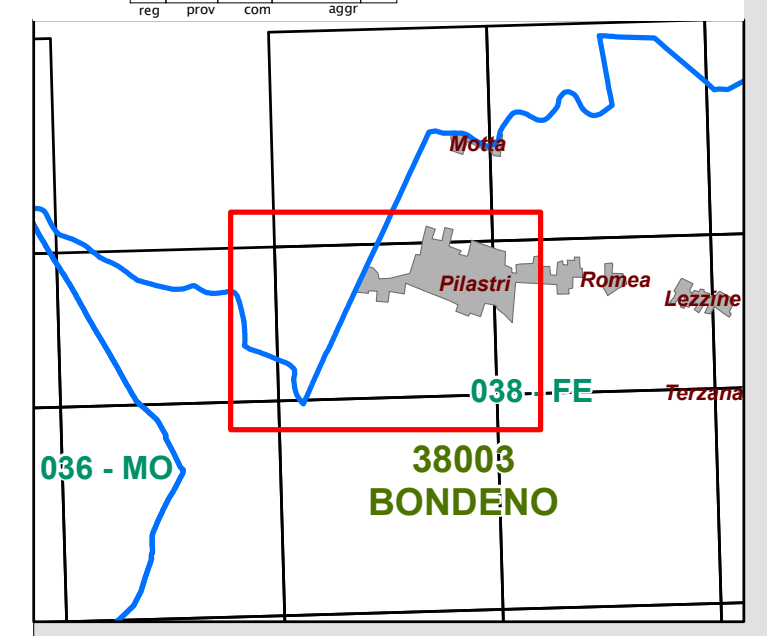 reg prov com aggr
Motta
Pilastri
Romea
Lezzine
038 - FE
Terzana
036 - MO
38003
BONDENO